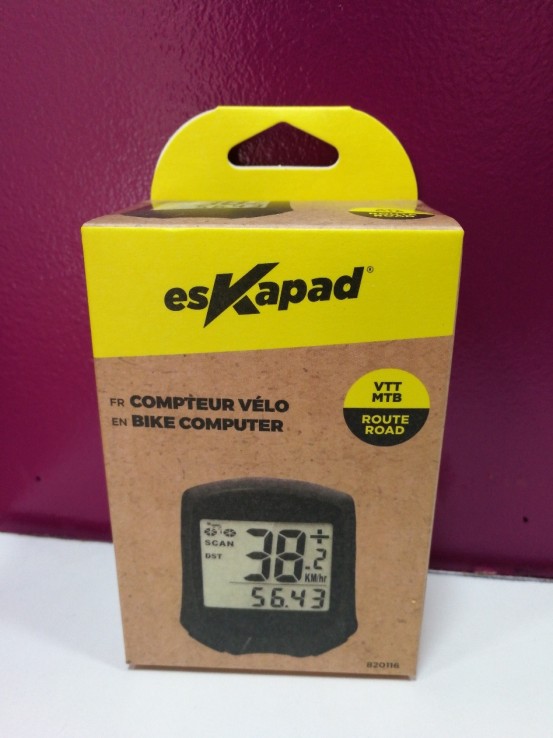 esKapad®
FR COMPTEUR VÉLO
EN BIKE COMPUTER
VTT
MTB
ROUTE
ROAD
SCAN
DST
38.2
KM/hr
56.43
820116